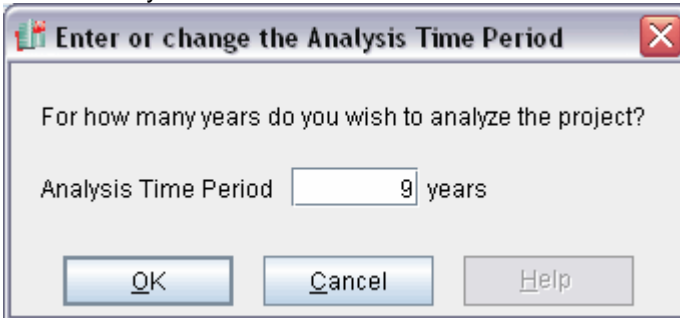 Enter or change the Analysis Time Period
For how many years do you wish to analyze the project?
Analysis Time Period 9 years
OK Cancel Help